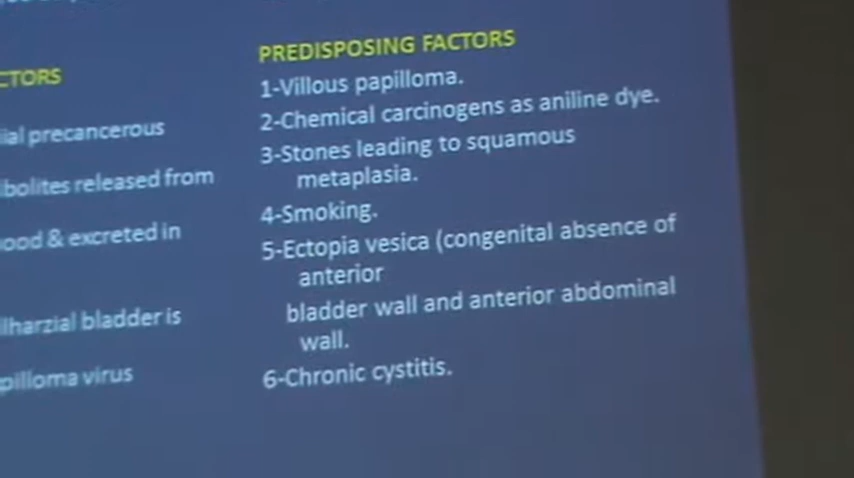 PREDISPOSING FACTORS
1-Villous papilloma.
2-Chemical carcinogens as aniline dye.
3-Stones leading to squamous
metaplasia.
4-Smoking.
5-Ectopia vesica (congenital absence of
anterior
bladder wall and anterior abdominal
wall.
6-Chronic cystitis.
CTORS
ial precancerous
bolites released from
ood & excreted in
lharzial bladder is
pilloma virus